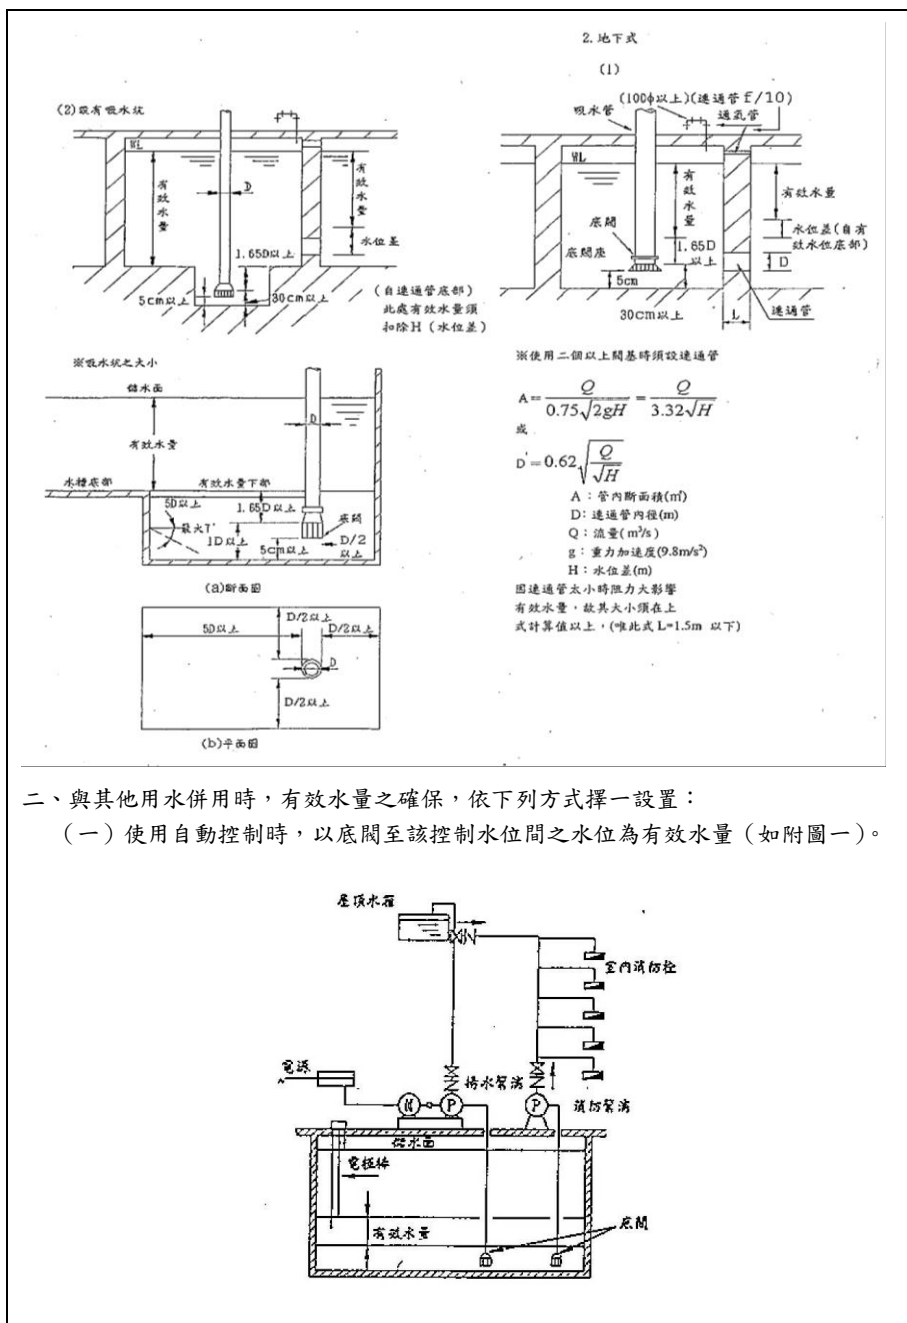 2.地下式
(1)
(100φ以上)(連通管 f/10)
吸水管
通氣管
WL
有效水量
有效水量
底閥
底閥座
1.65D以上
水位差(自有效水位底部)
D
5cm
30cm以上
L
連通管
(2)設有吸水坑
WL
有效水量
D
有效水量
水位差
1.65D以上
5cm以上
30cm以上
(自連通管底部)
此處有效水量須
扣除H(水位差)
※吸水坑之大小
儲水面
D
有效水量
水槽底部
有效水量下部
5D以上
1.65D以上
底閥
最大7°
1D以上
5cm以上
D/2以上
(a)斷面圖
D/2以上
5D以上
D/2以上
D
D/2以上
(b)平面圖
※使用二個以上閥基時須設連通管
A=Q/0.75√2gH=Q/3.32√H
或
D'=0.62√Q/√H
A:管內斷面積(㎡)
D:連通管內徑(m)
Q:流量(m³/s)
g:重力加速度(9.8m/s²)
H:水位差(m)
因連通管太小時阻力大影響
有效水量,故其大小須在上
式計算值以上,(唯此式 L=1.5m 以下)
二、與其他用水併用時,有效水量之確保,依下列方式擇一設置:
(一)使用自動控制時,以底閥至該控制水位間之水位為有效水量(如附圖一)。
屋頂水箱
室內消防栓
電源
揚水幫浦
消防幫浦
M
P
P
儲水面
電極棒
有效水量
底閥